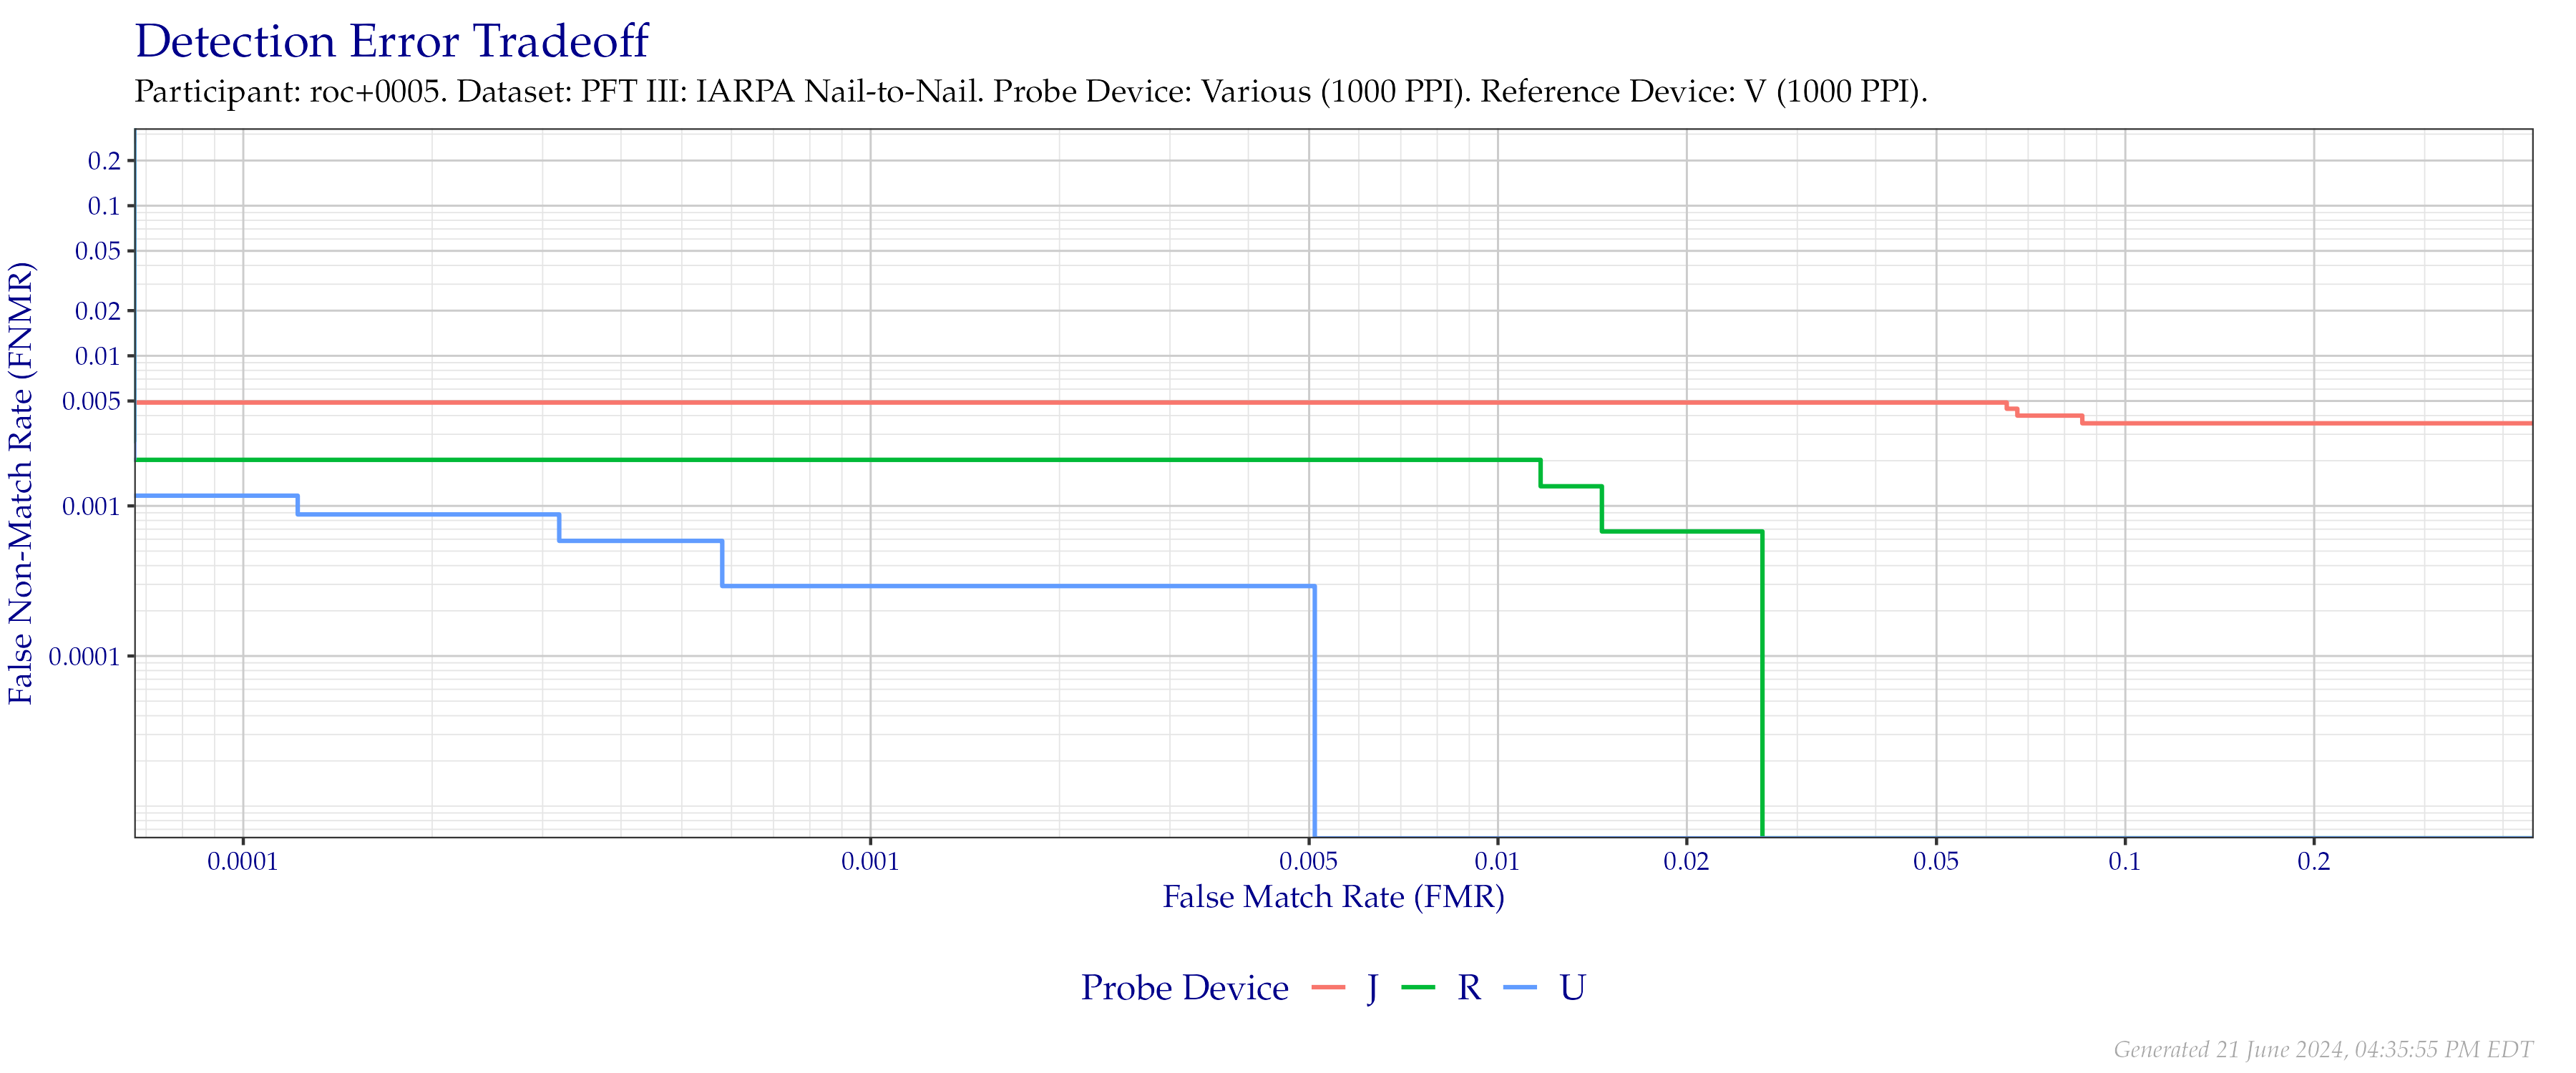 Detection Error Tradeoff
Participant: roc+0005. Dataset: PFT III: IARPA Nail-to-Nail. Probe Device: Various (1000 PPI). Reference Device: V (1000 PPI).
False Non-Match Rate (FNMR)
0.2
0.1
0.05
0.02
0.01
0.005
0.001
0.0001
0.0001 0.001 0.005 0.01 0.02 0.05 0.1 0.2
False Match Rate (FMR)
Probe Device J R U
Generated 21 June 2024, 04:35:55 PM EDT